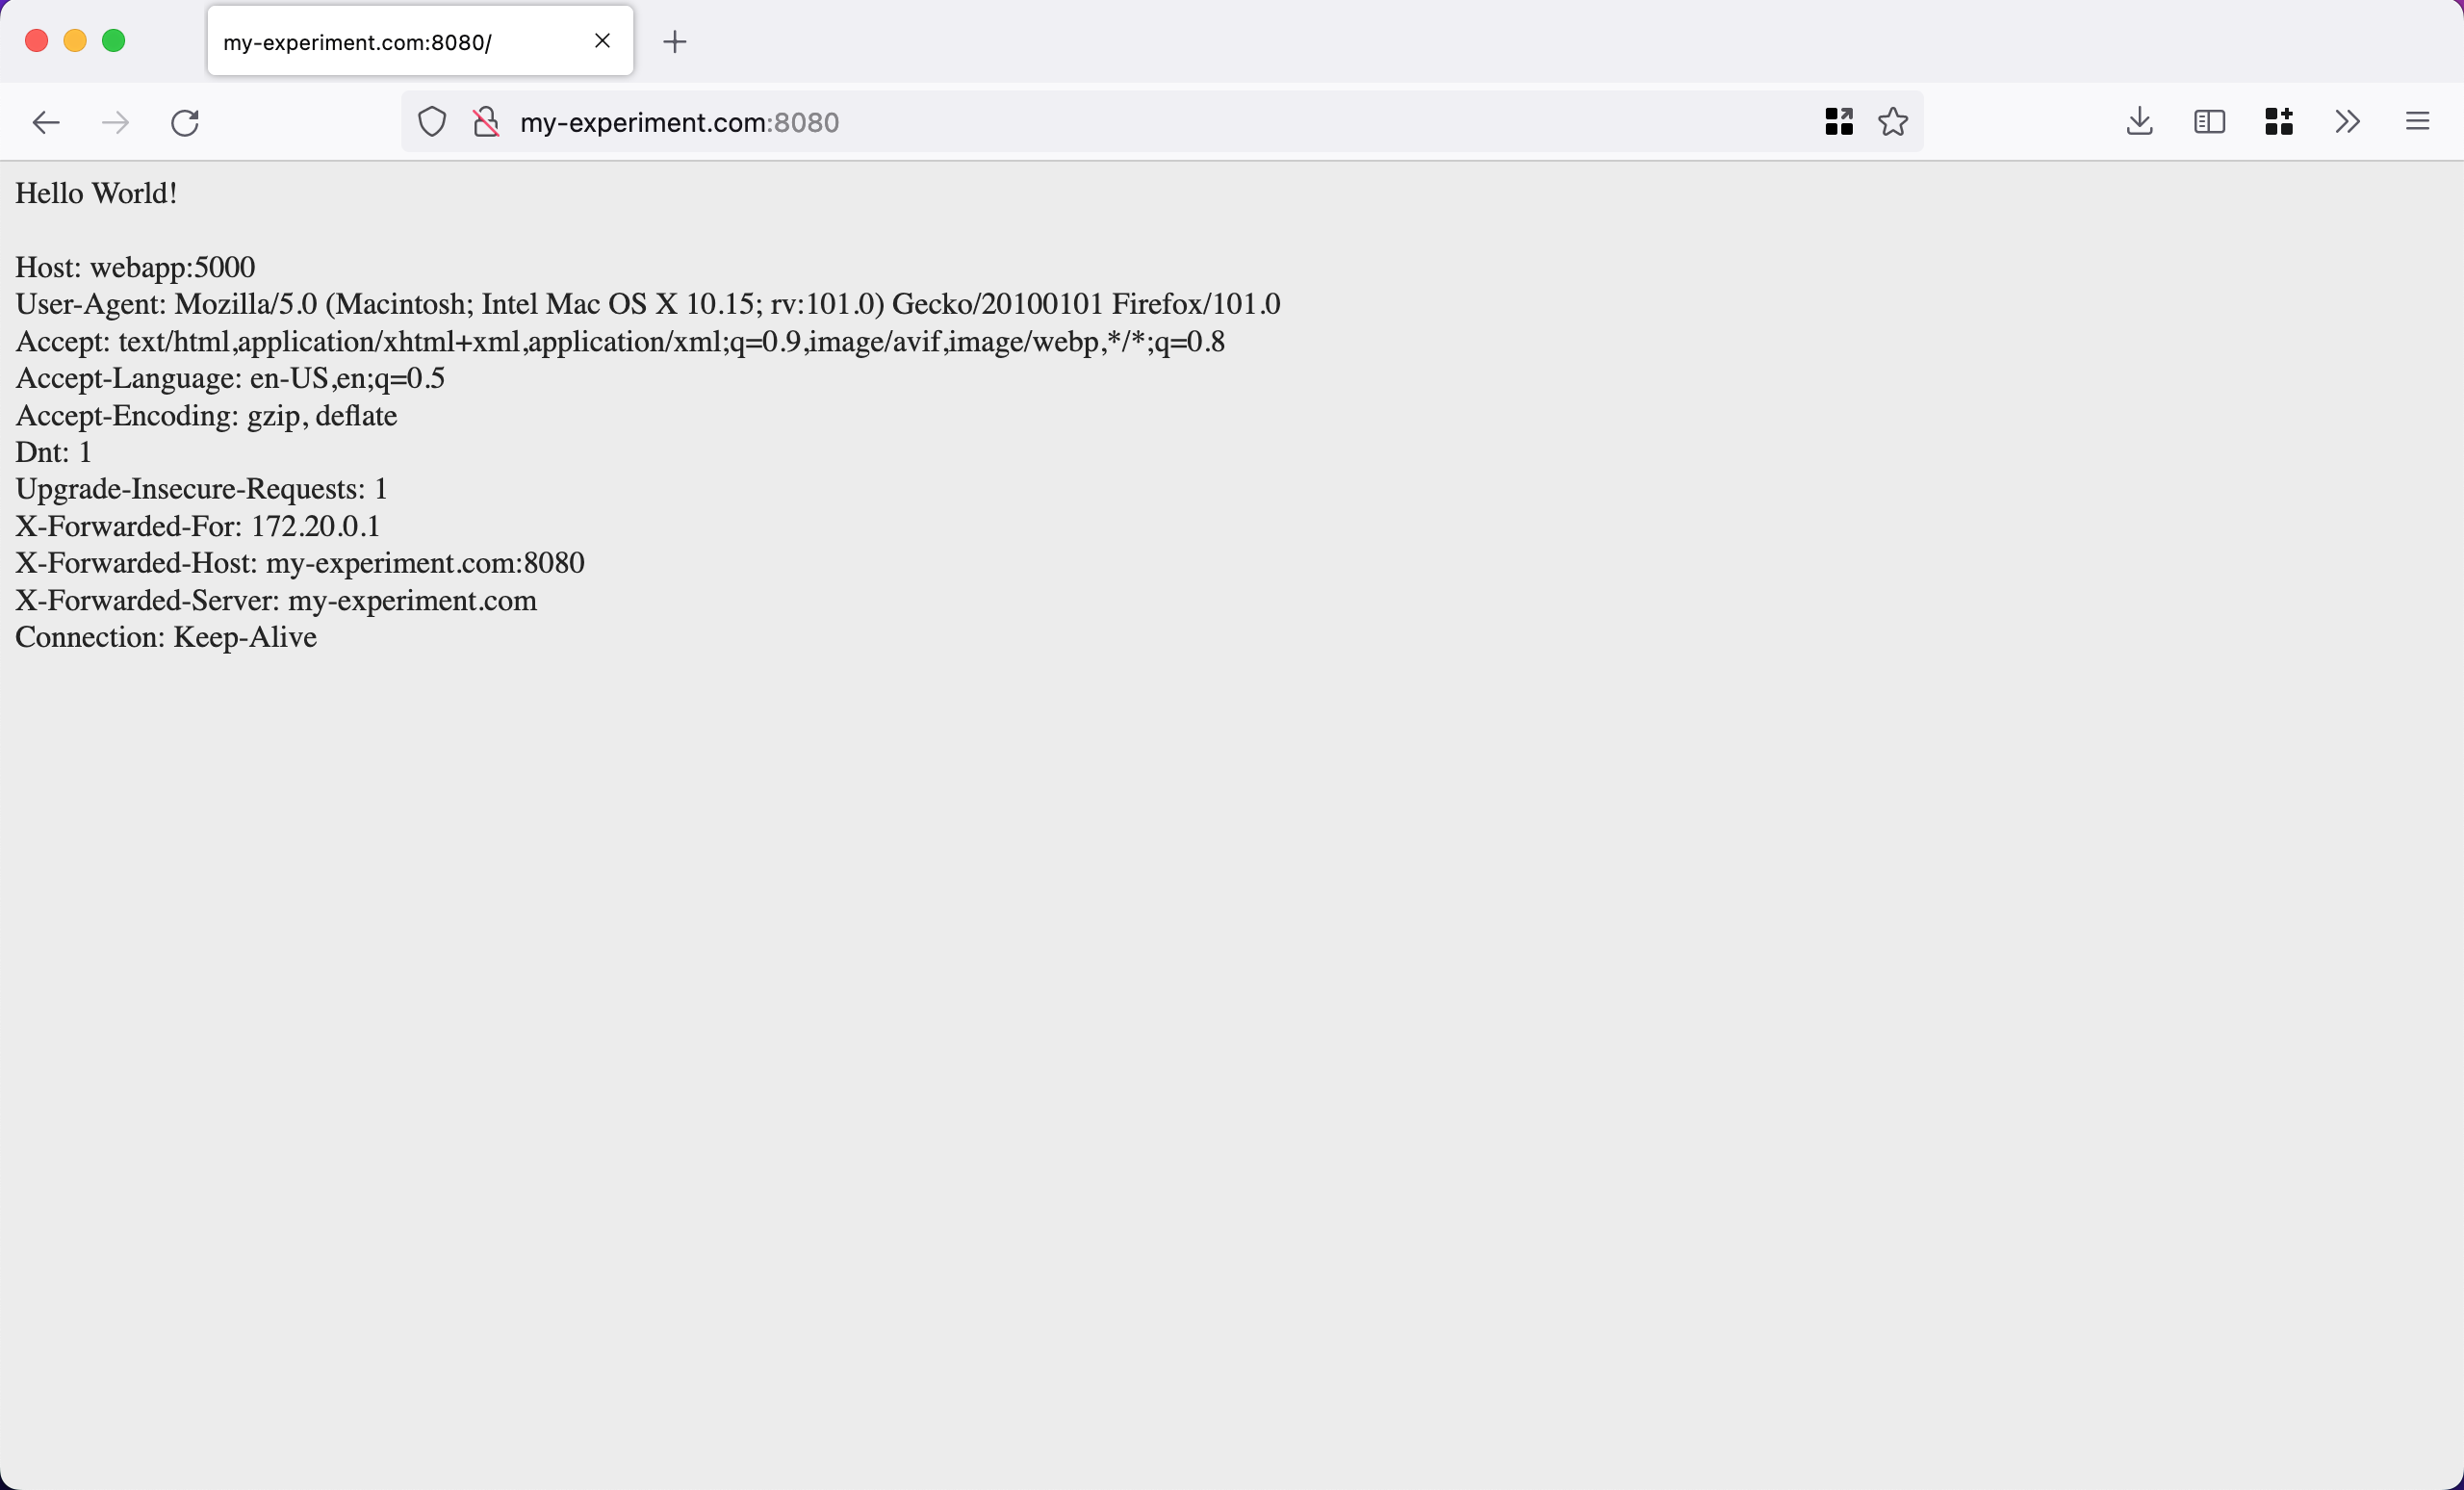 my-experiment.com:8080/
my-experiment.com:8080
Hello World!
Host: webapp:5000
User-Agent: Mozilla/5.0 (Macintosh; Intel Mac OS X 10.15; rv:101.0) Gecko/20100101 Firefox/101.0
Accept: text/html,application/xhtml+xml,application/xml;q=0.9,image/avif,image/webp,*/*;q=0.8
Accept-Language: en-US,en;q=0.5
Accept-Encoding: gzip, deflate
Dnt: 1
Upgrade-Insecure-Requests: 1
X-Forwarded-For: 172.20.0.1
X-Forwarded-Host: my-experiment.com:8080
X-Forwarded-Server: my-experiment.com
Connection: Keep-Alive